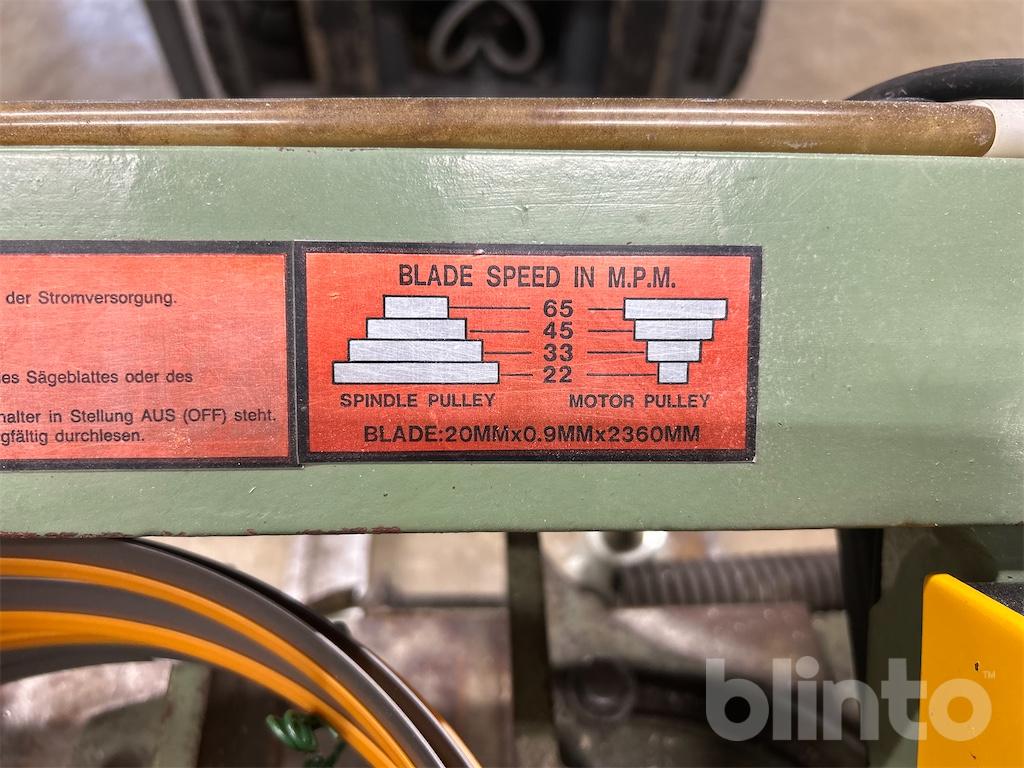 der Stromversorgung.
es Sägeblattes oder des
halter in Stellung AUS (OFF) steht.
gfältig durchlesen.
BLADE SPEED IN M.P.M.
65
45
33
22
SPINDLE PULLEY MOTOR PULLEY
BLADE:20MMx0.9MMx2360MM
blinto™